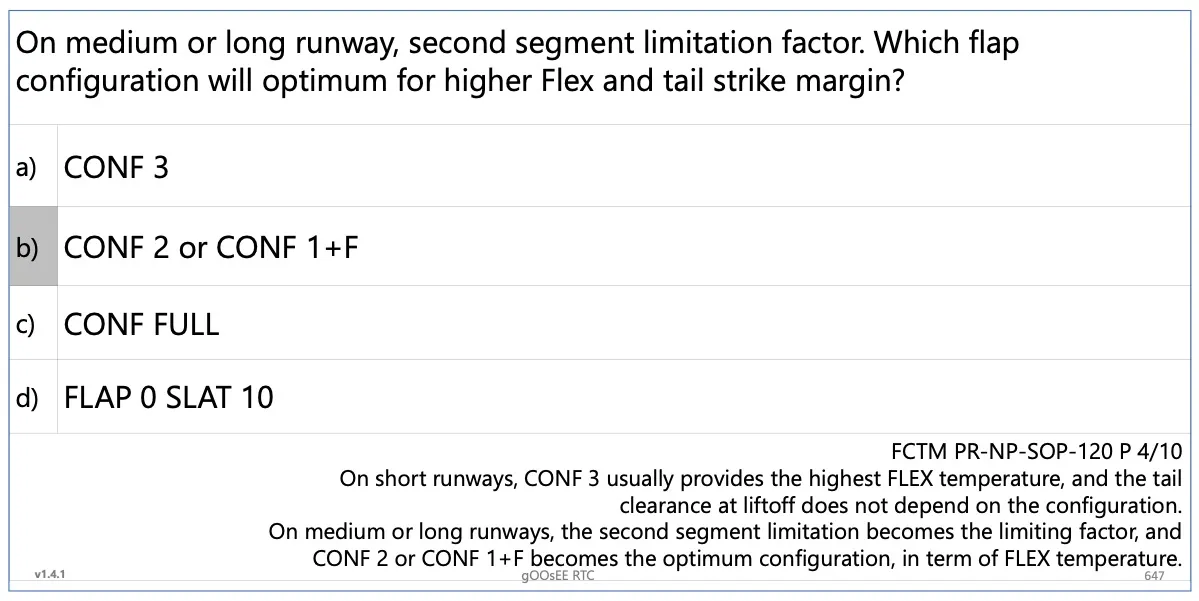 On medium or long runway, second segment limitation factor. Which flap
configuration will optimum for higher Flex and tail strike margin?
a) CONF 3
b) CONF 2 or CONF 1+F
c) CONF FULL
d) FLAP 0 SLAT 10
FCTM PR-NP-SOP-120 P 4/10
On short runways, CONF 3 usually provides the highest FLEX temperature, and the tail
clearance at liftoff does not depend on the configuration.
On medium or long runways, the second segment limitation becomes the limiting factor, and
CONF 2 or CONF 1+F becomes the optimum configuration, in term of FLEX temperature.
v1.4.1 gOOsEE RTC 647